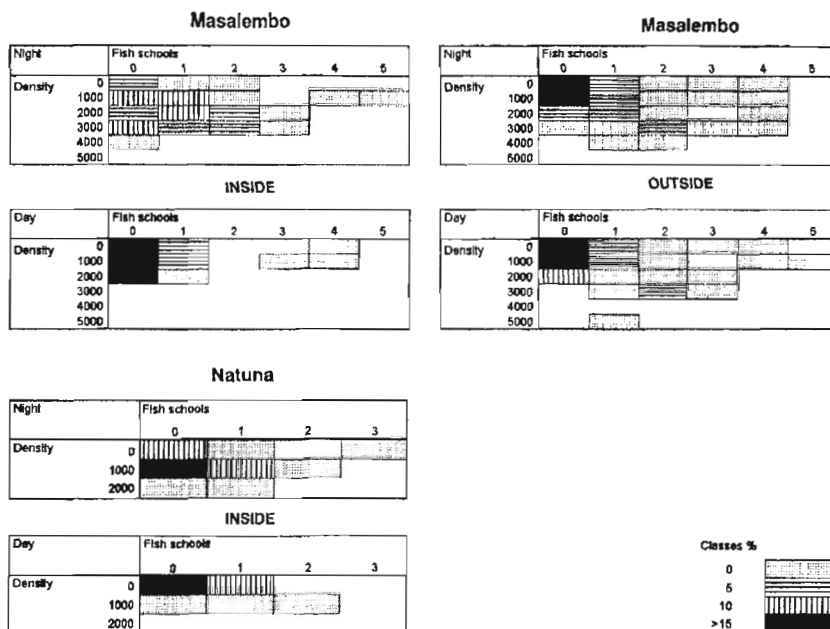 Masalembo
Night Fish schools
0 1 2 3 4 5
Density 0
1000
2000
3000
4000
5000
INSIDE
Day Fish schools
0 1 2 3 4 5
Density 0
1000
2000
3000
4000
5000
Masalembo
Night Fish schools
0 1 2 3 4 5
Density 0
1000
2000
3000
4000
5000
OUTSIDE
Day Fish schools
0 1 2 3 4 5
Density 0
1000
2000
3000
4000
5000
Natuna
Night Fish schools
0 1 2 3
Density 0
1000
2000
INSIDE
Day Fish schools
0 1 2 3
Density 0
1000
2000
Classes %
0
5
10
>15